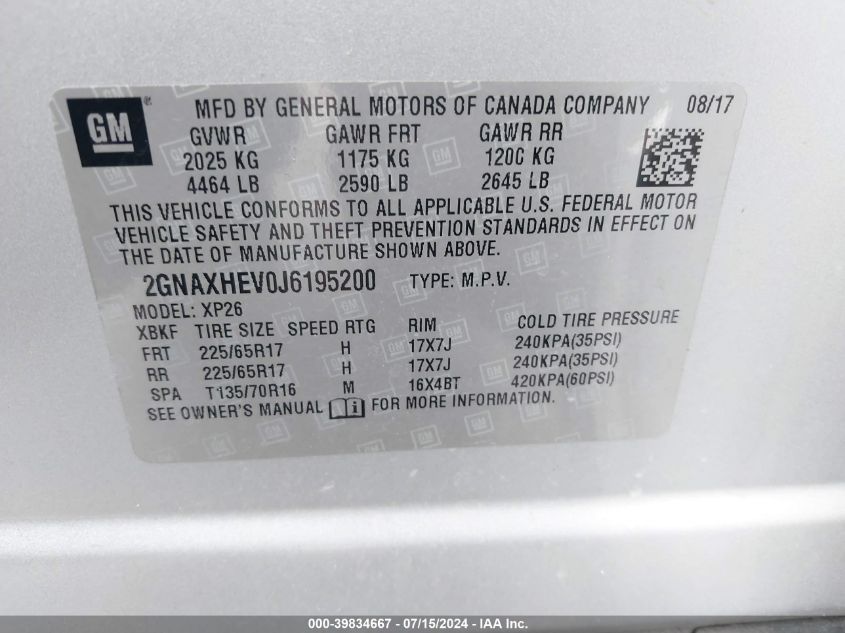 GM ® MFD BY GENERAL MOTORS OF CANADA COMPANY 08/17
GVWR GAWR FRT GAWR RR
2025 KG 1175 KG 1200 KG
4464 LB 2590 LB 2645 LB
THIS VEHICLE CONFORMS TO ALL APPLICABLE U.S. FEDERAL MOTOR
VEHICLE SAFETY AND THEFT PREVENTION STANDARDS IN EFFECT ON
THE DATE OF MANUFACTURE SHOWN ABOVE.
2GNAXHEV0J6195200 TYPE: M.P.V.
MODEL: XP26
XBKF TIRE SIZE SPEED RTG RIM COLD TIRE PRESSURE
FRT 225/65R17 H 17X7J 240KPA(35PSI)
RR 225/65R17 H 17X7J 240KPA(35PSI)
SPA T135/70R16 M 16X4BT 420KPA(60PSI)
SEE OWNER'S MANUAL FOR MORE INFORMATION.
000-39834667 - 07/15/2024 - IAA Inc.